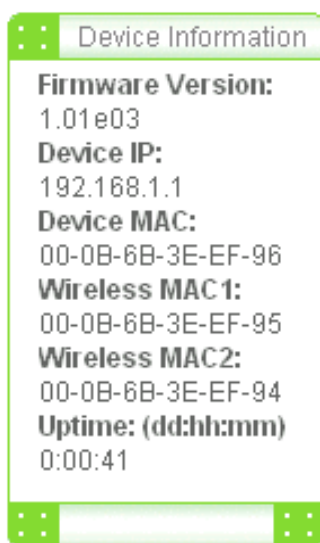 Device Information
Firmware Version:
1.01e03
Device IP:
192.168.1.1
Device MAC:
00-0B-6B-3E-EF-96
Wireless MAC1:
00-0B-6B-3E-EF-95
Wireless MAC2:
00-0B-6B-3E-EF-94
Uptime: (dd:hh:mm)
0:00:41